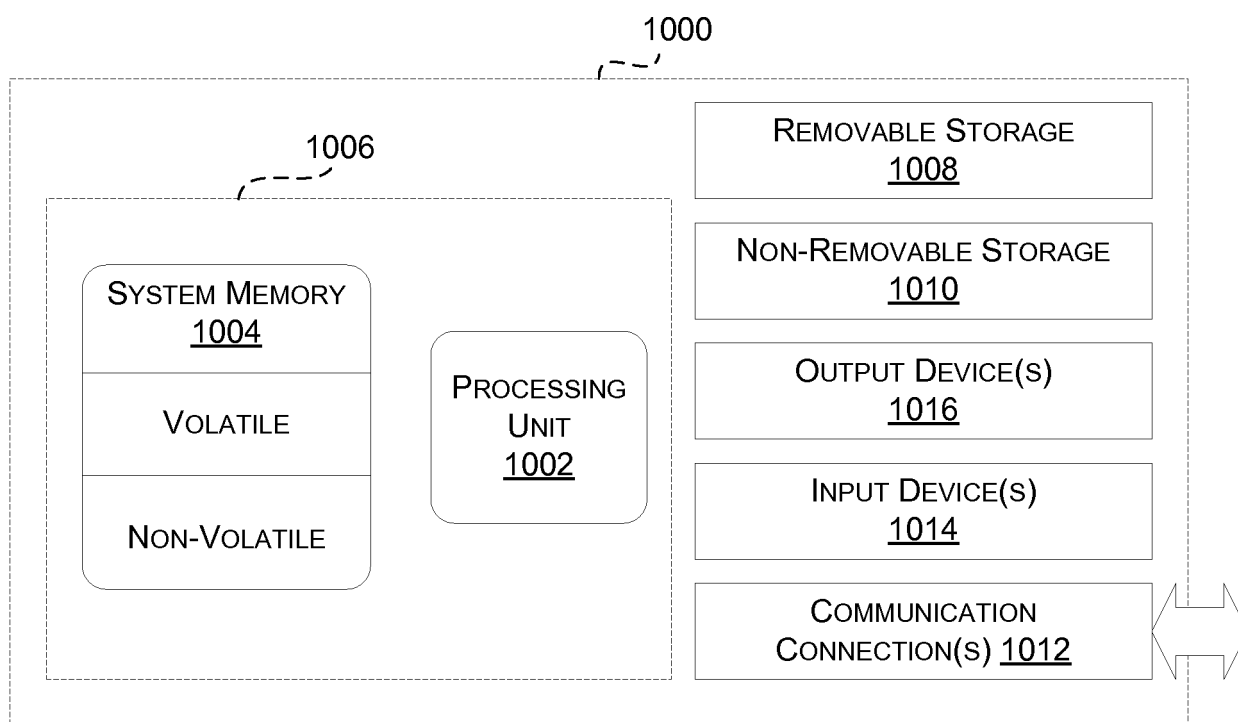 1000
1006
SYSTEM MEMORY
1004
VOLATILE
NON-VOLATILE
PROCESSING
UNIT
1002
REMOVABLE STORAGE
1008
NON-REMOVABLE STORAGE
1010
OUTPUT DEVICE(S)
1016
INPUT DEVICE(S)
1014
COMMUNICATION
CONNECTION(S) 1012